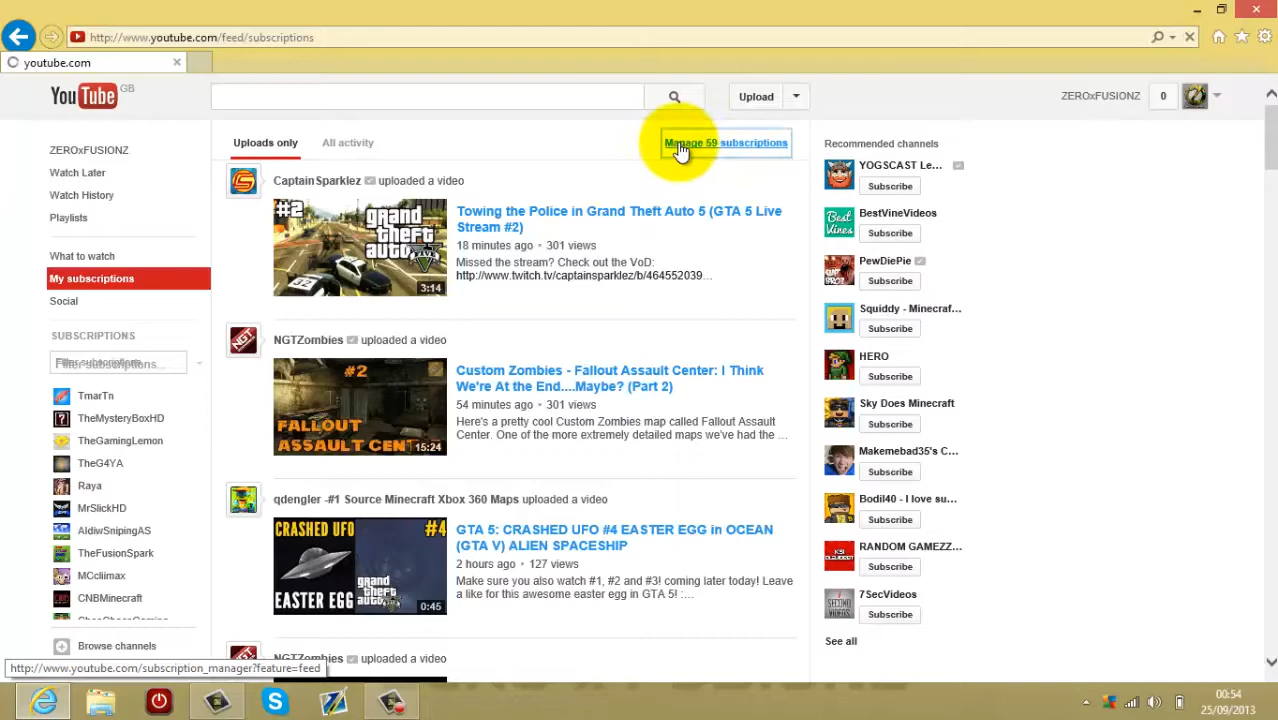 http://www.youtube.com/feed/subscriptions
youtube.com
YouTube GB
Upload
ZEROxFUSIONZ
0
ZEROxFUSIONZ
Watch Later
Watch History
Playlists
What to watch
My subscriptions
Social
SUBSCRIPTIONS
Filter subscriptions...
TmarTn
TheMysteryBoxHD
TheGamingLemon
TheG4YA
Raya
MrSlickHD
AldiwSnipingAS
TheFusionSpark
MCcliimax
CNBMinecraft
Browse channels
Uploads only
All activity
Manage 59 subscriptions
CaptainSparklez uploaded a video
#2
grand
theft
auto
3:14
Towing the Police in Grand Theft Auto 5 (GTA 5 Live
Stream #2)
18 minutes ago • 301 views
Missed the stream? Check out the VoD:
http://www.twitch.tv/captainsparklez/b/464552039...
NGTZombies uploaded a video
#2
FALLOUT
ASSAULT CENT
15:24
Custom Zombies - Fallout Assault Center: I Think
We're At the End....Maybe? (Part 2)
54 minutes ago • 301 views
Here's a pretty cool Custom Zombies map called Fallout Assault
Center. One of the more extremely detailed maps we've had the ...
qdengler -#1 Source Minecraft Xbox 360 Maps uploaded a video
CRASHED UFO #4
grand
theft
EASTER EGG
0:45
GTA 5: CRASHED UFO #4 EASTER EGG in OCEAN
(GTA V) ALIEN SPACESHIP
2 hours ago • 127 views
Make sure you also watch #1, #2 and #3! coming later today! Leave
a like for this awesome easter egg in GTA 5! :...
NGTZombies uploaded a video
Recommended channels
YOGSCAST Le...
Subscribe
BestVineVideos
Subscribe
PewDiePie
Subscribe
Squiddy - Minecraf...
Subscribe
HERO
Subscribe
Sky Does Minecraft
Subscribe
Makemebad35's C...
Subscribe
Bodil40 - I love su...
Subscribe
RANDOM GAMEZZ...
Subscribe
7SecVideos
Subscribe
See all
http://www.youtube.com/subscription_manager?feature=feed
00:54
25/09/2013